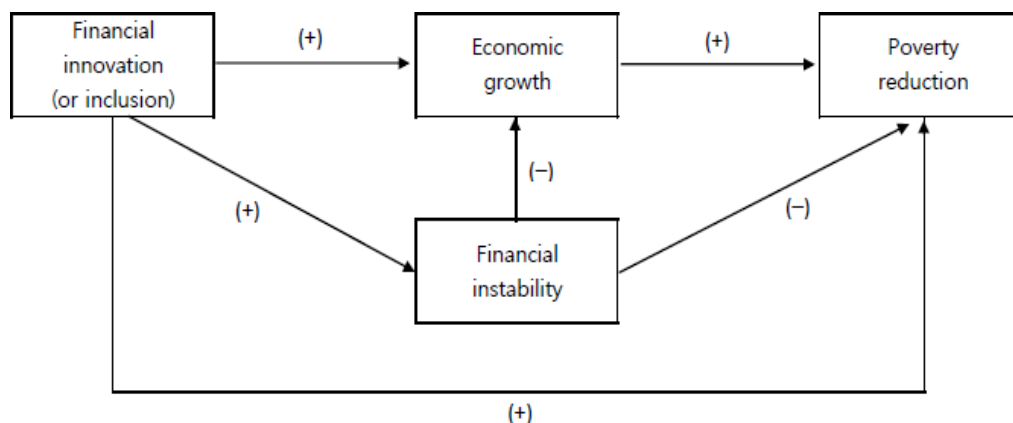 Financial
innovation
(or inclusion)
(+)
Economic
growth
(+)
Poverty
reduction
(+)
(−)
(−)
Financial
instability
(+)